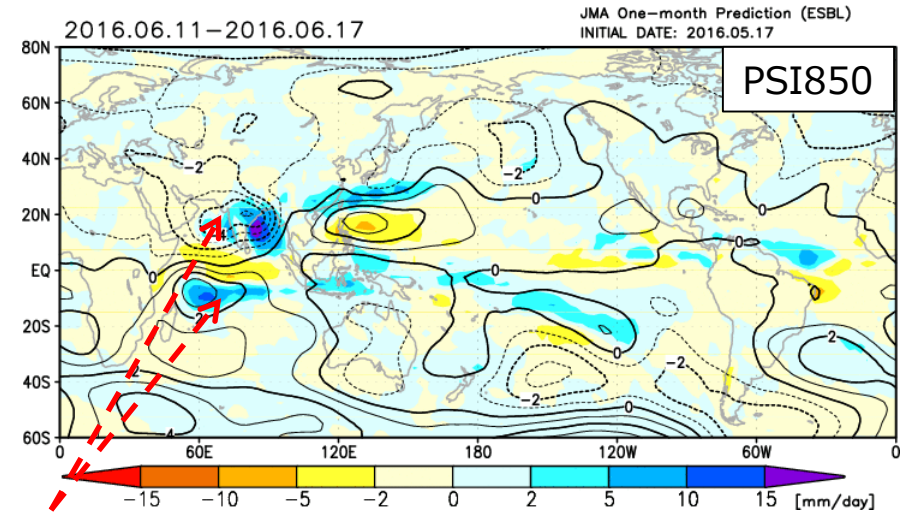 JMA One-month Prediction (ESBL)
2016.06.11-2016.06.17
INITIAL DATE: 2016.05.17
PSI850
80N
60N
40N
20N
EQ
20S
40S
60S
-2
-2
0
0
0
0
0
2
0
-2
-2
0
0 60E 120E 180 120W 60W 0
-15 -10 -5 -2 0 2 5 10 15 [mm/day]